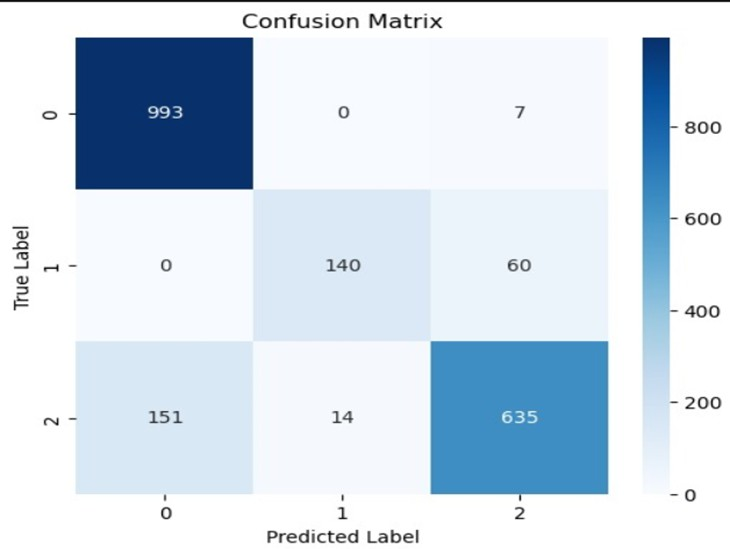 Confusion Matrix
0 993 0 7
1 0 140 60
2 151 14 635
0 1 2
Predicted Label
True Label
800
600
400
200
0